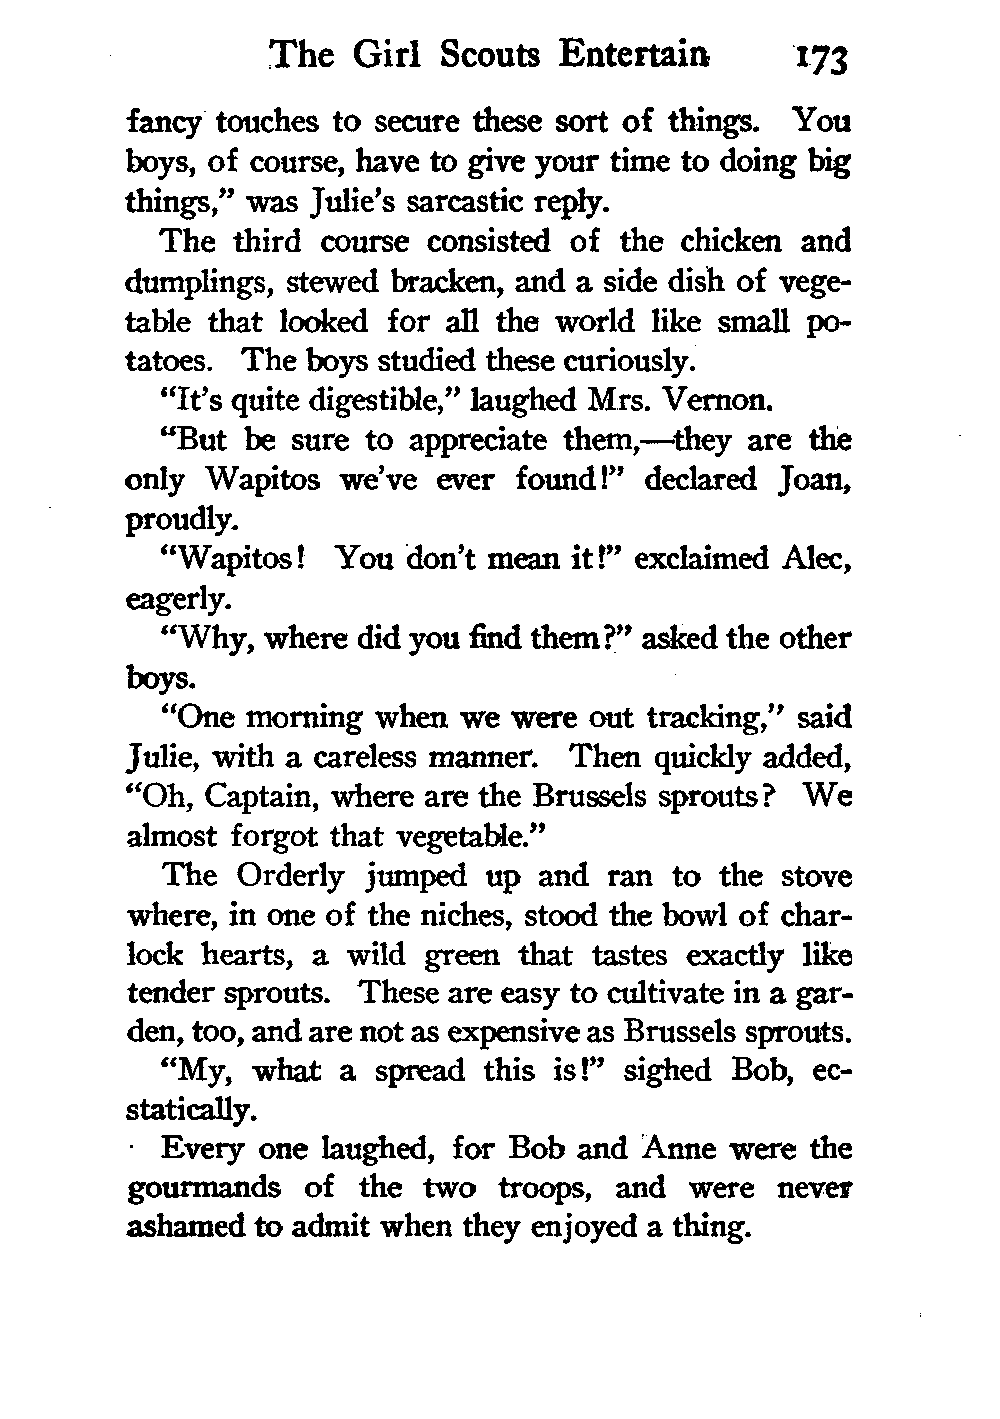 The Girl Scouts Entertain 173
fancy touches to secure these sort of things. You
boys, of course, have to give your time to doing big
things,” was Julie’s sarcastic reply.
The third course consisted of the chicken and
dumplings, stewed bracken, and a side dish of vege-
table that looked for all the world like small po-
tatoes. The boys studied these curiously.
“It’s quite digestible,” laughed Mrs. Vernon.
“But be sure to appreciate them,—they are the
only Wapitos we’ve ever found!” declared Joan,
proudly.
“Wapitos! You don’t mean it!” exclaimed Alec,
eagerly.
“Why, where did you find them?” asked the other
boys.
“One morning when we were out tracking,” said
Julie, with a careless manner. Then quickly added,
“Oh, Captain, where are the Brussels sprouts? We
almost forgot that vegetable.”
The Orderly jumped up and ran to the stove
where, in one of the niches, stood the bowl of char-
lock hearts, a wild green that tastes exactly like
tender sprouts. These are easy to cultivate in a gar-
den, too, and are not as expensive as Brussels sprouts.
“My, what a spread this is!” sighed Bob, ec-
statically.
Every one laughed, for Bob and Anne were the
gourmands of the two troops, and were never
ashamed to admit when they enjoyed a thing.